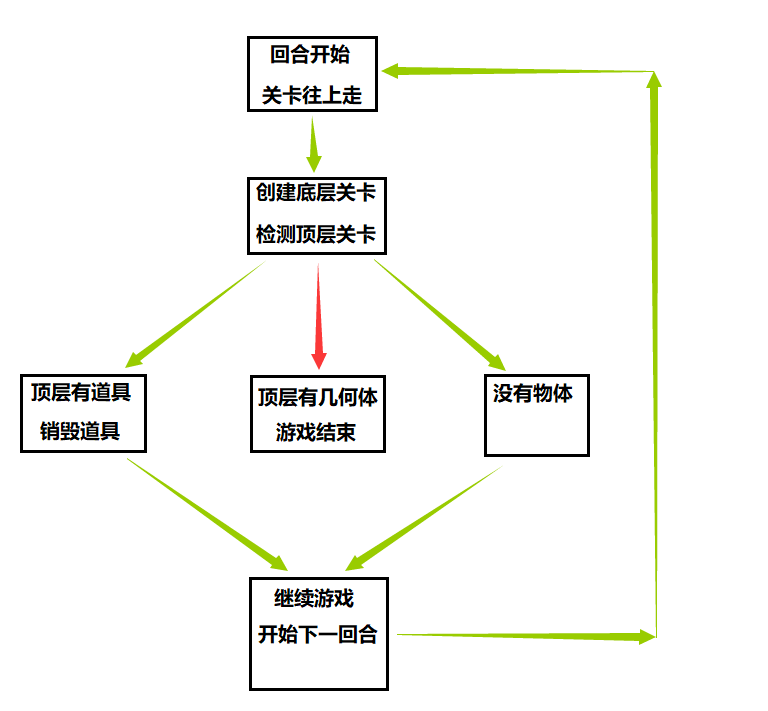 回合开始
关卡往上走
创建底层关卡
检测顶层关卡
顶层有道具
销毁道具
顶层有几何体
游戏结束
没有物体
继续游戏
开始下一回合